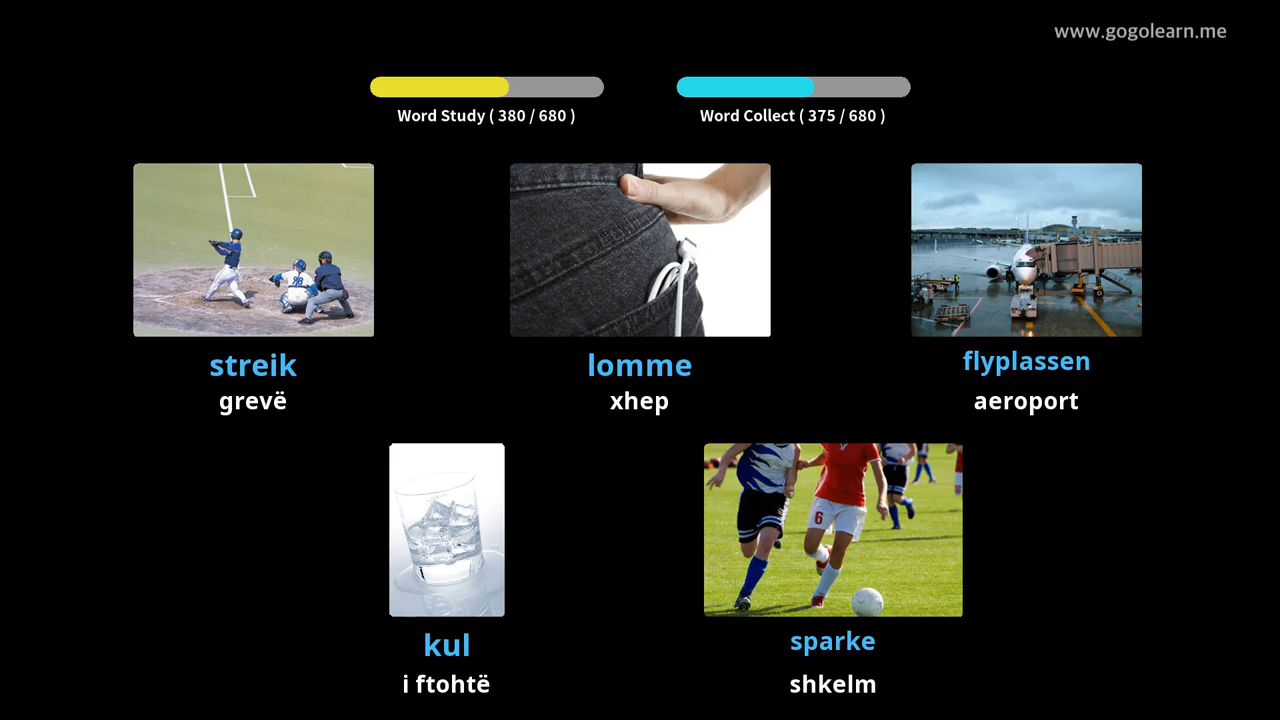 www.gogolearn.me
Word Study ( 380 / 680 )
Word Collect ( 375 / 680 )
streik
lomme
flyplassen
grevë
xhep
aeroport
kul
sparke
i ftohtë
shkelm